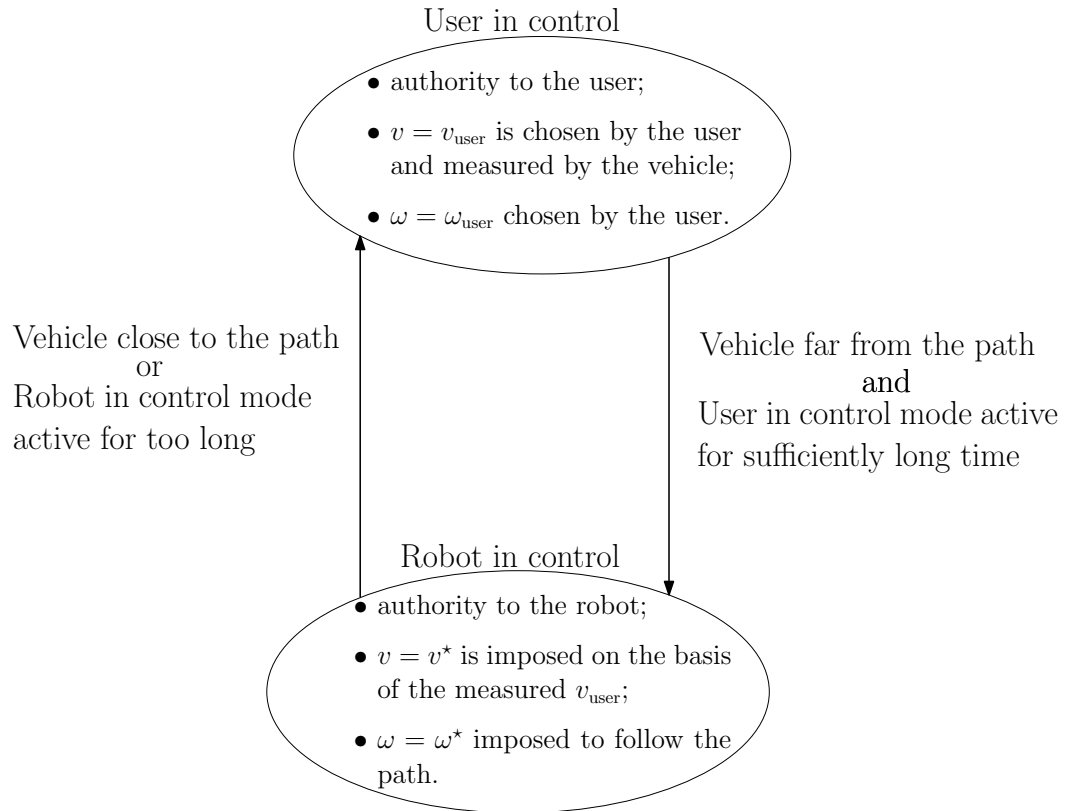 User in control
• authority to the user;
• v = v_user is chosen by the user
and measured by the vehicle;
• ω = ω_user chosen by the user.
Vehicle close to the path
or
Robot in control mode
active for too long
Vehicle far from the path
and
User in control mode active
for sufficiently long time
Robot in control
• authority to the robot;
• v = v⋆ is imposed on the basis
of the measured v_user;
• ω = ω⋆ imposed to follow the
path.